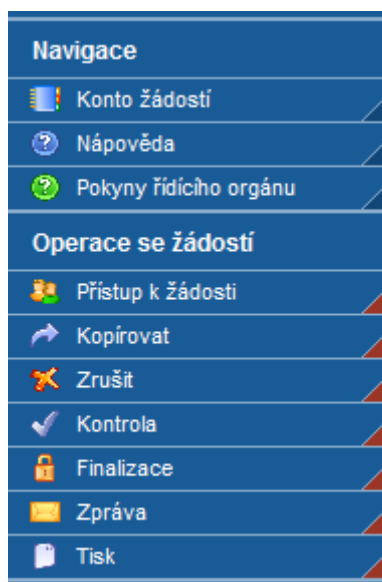 Navigace
Konto žádostí
Nápověda
Pokyny řídícího orgánu
Operace se žádostí
Přístup k žádosti
Kopírovat
Zrušit
Kontrola
Finalizace
Zpráva
Tisk